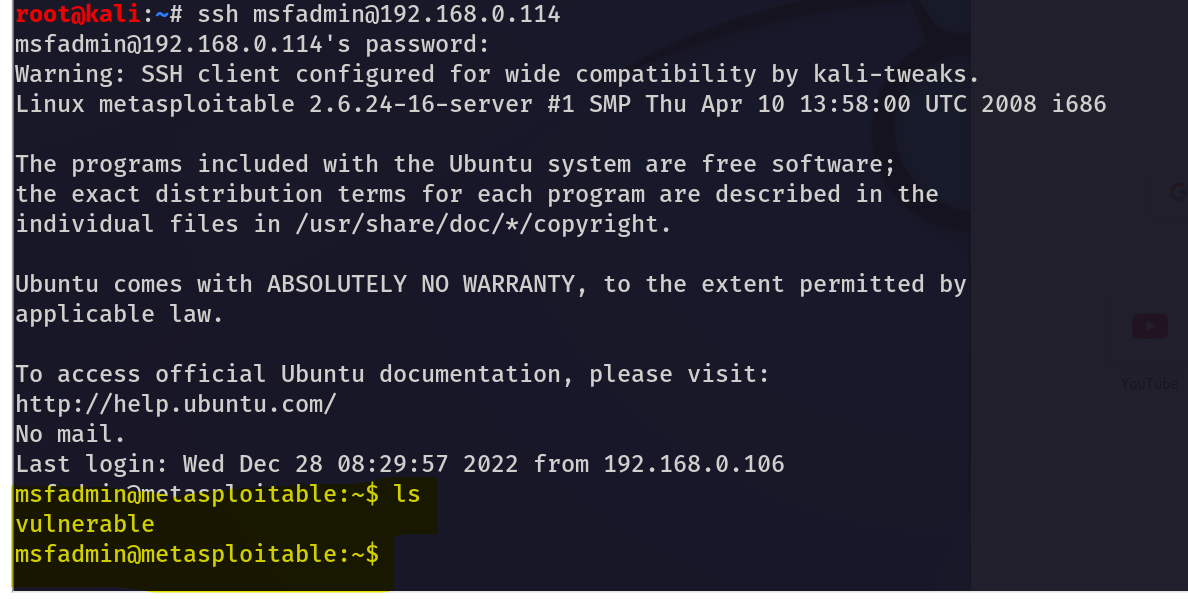 root@kali:~# ssh msfadmin@192.168.0.114
msfadmin@192.168.0.114's password:
Warning: SSH client configured for wide compatibility by kali-tweaks.
Linux metasploitable 2.6.24-16-server #1 SMP Thu Apr 10 13:58:00 UTC 2008 i686
The programs included with the Ubuntu system are free software;
the exact distribution terms for each program are described in the
individual files in /usr/share/doc/*/copyright.
Ubuntu comes with ABSOLUTELY NO WARRANTY, to the extent permitted by
applicable law.
To access official Ubuntu documentation, please visit:
http://help.ubuntu.com/
No mail.
Last login: Wed Dec 28 08:29:57 2022 from 192.168.0.106
msfadmin@metasploitable:~$ ls
vulnerable
msfadmin@metasploitable:~$
YouTube